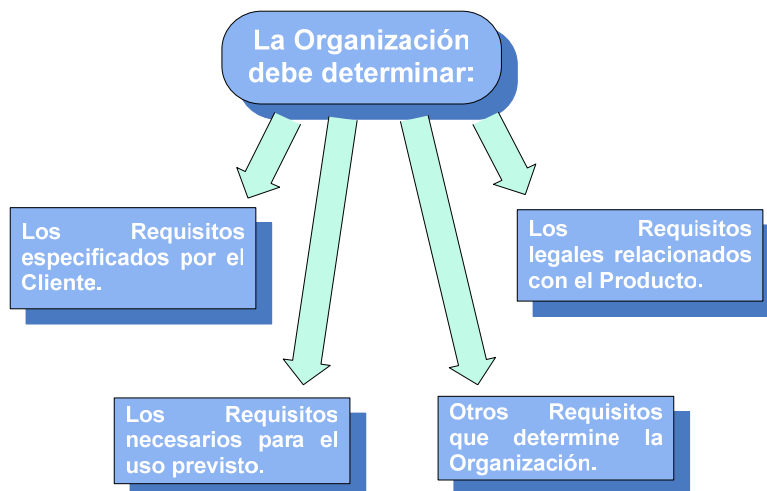 La Organización
debe determinar:
Los Requisitos
especificados por el
Cliente.
Los Requisitos
legales relacionados
con el Producto.
Los Requisitos
necesarios para el
uso previsto.
Otros Requisitos
que determine la
Organización.